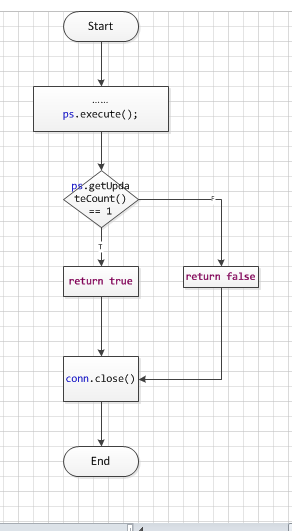 Start
......
ps.execute();
ps.getUpda
teCount()
== 1
F
T
return true
return false
conn.close()
End